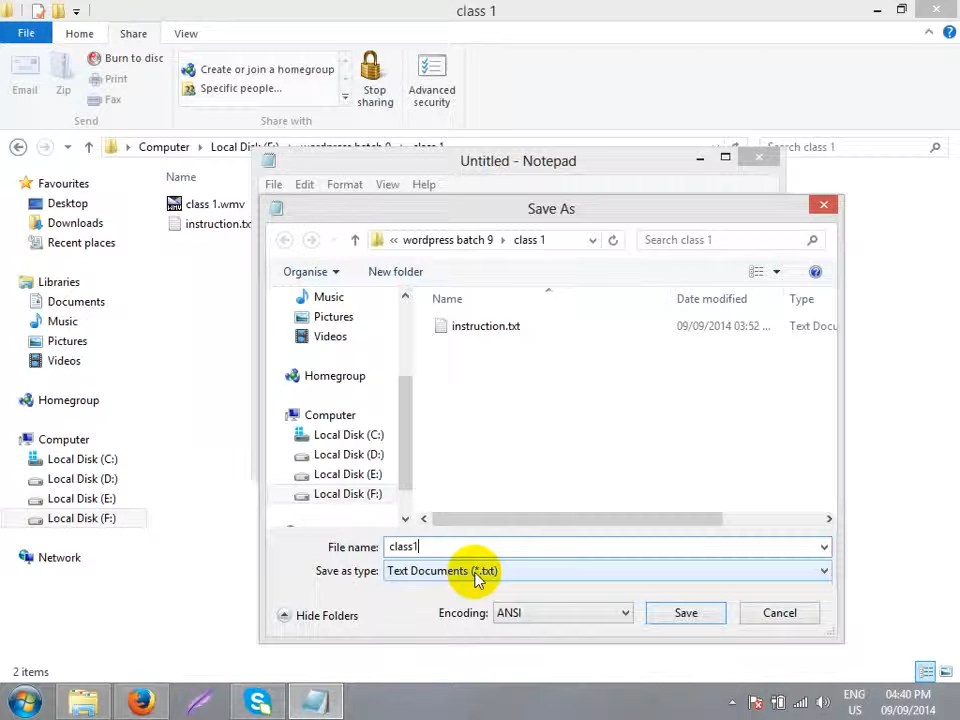 class 1
File
Home
Share
View
Email
Zip
Burn to disc
Print
Fax
Send
Create or join a homegroup
Specific people...
Share with
Stop sharing
Advanced security
Computer
Local Disk (F:)
wordpress batch 9
class 1
Search class 1
Favourites
Desktop
Downloads
Recent places
Libraries
Documents
Music
Pictures
Videos
Homegroup
Computer
Local Disk (C:)
Local Disk (D:)
Local Disk (E:)
Local Disk (F:)
Network
Name
class 1.wmv
instruction.tx
Untitled - Notepad
File Edit Format View Help
Save As
« wordpress batch 9 class 1
Search class 1
Organise New folder
Music
Pictures
Videos
Homegroup
Computer
Local Disk (C:)
Local Disk (D:)
Local Disk (E:)
Local Disk (F:)
Name Date modified Type
instruction.txt 09/09/2014 03:52 ... Text Docu
File name: class1
Save as type: Text Documents (*.txt)
Hide Folders
Encoding: ANSI
Save
Cancel
2 items
ENG
US
04:40 PM
09/09/2014